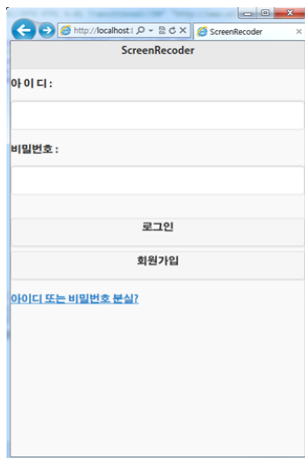 http://localhost:
ScreenRecoder
ScreenRecoder
아 이 디 :
비밀번호 :
로그인
회원가입
아이디 또는 비밀번호 분실?